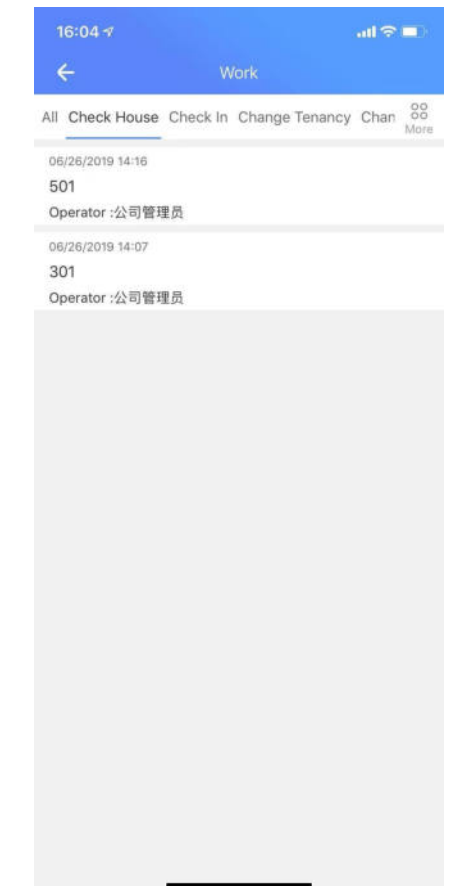 16:04
Work
All Check House Check In Change Tenancy Chan
More
06/26/2019 14:16
501
Operator :公司管理员
06/26/2019 14:07
301
Operator :公司管理员